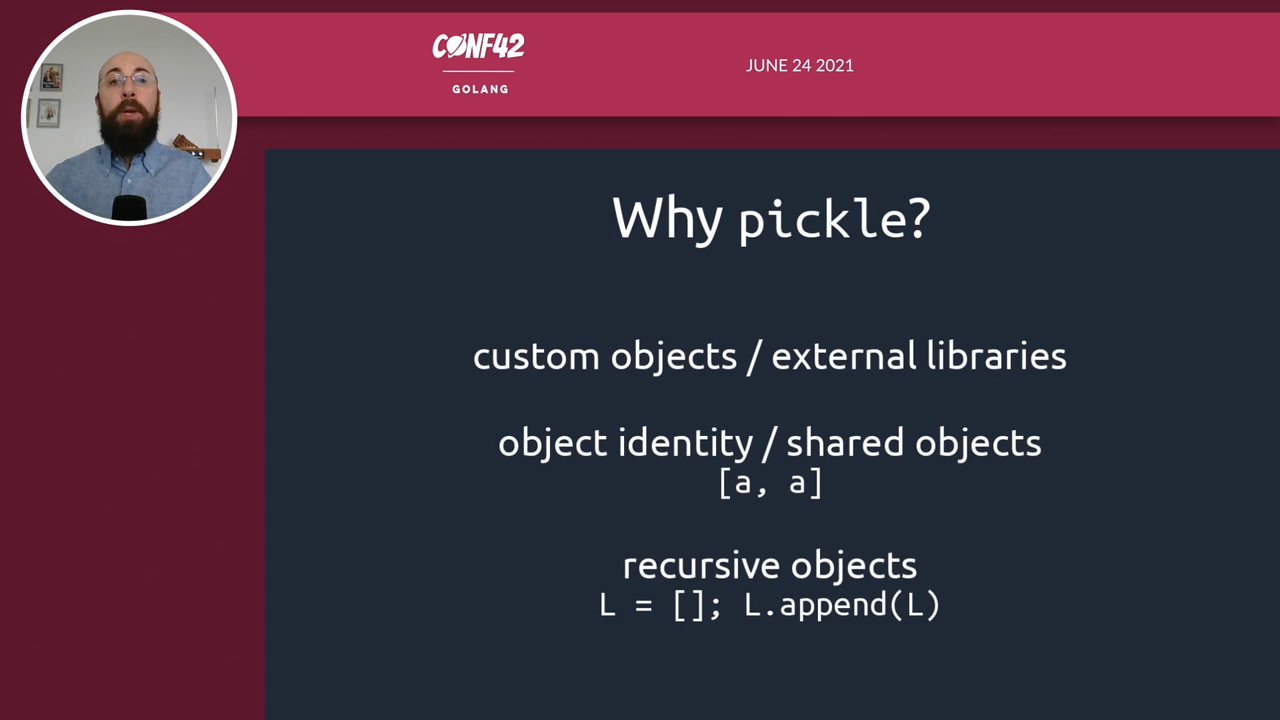 CONF42
GOLANG
JUNE 24 2021
Why pickle?
custom objects / external libraries
object identity / shared objects
[a, a]
recursive objects
L = []; L.append(L)